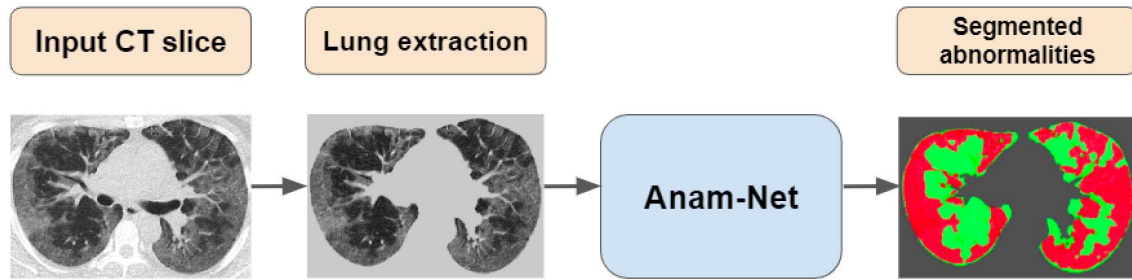 Input CT slice
Lung extraction
Segmented
abnormalities
Anam-Net